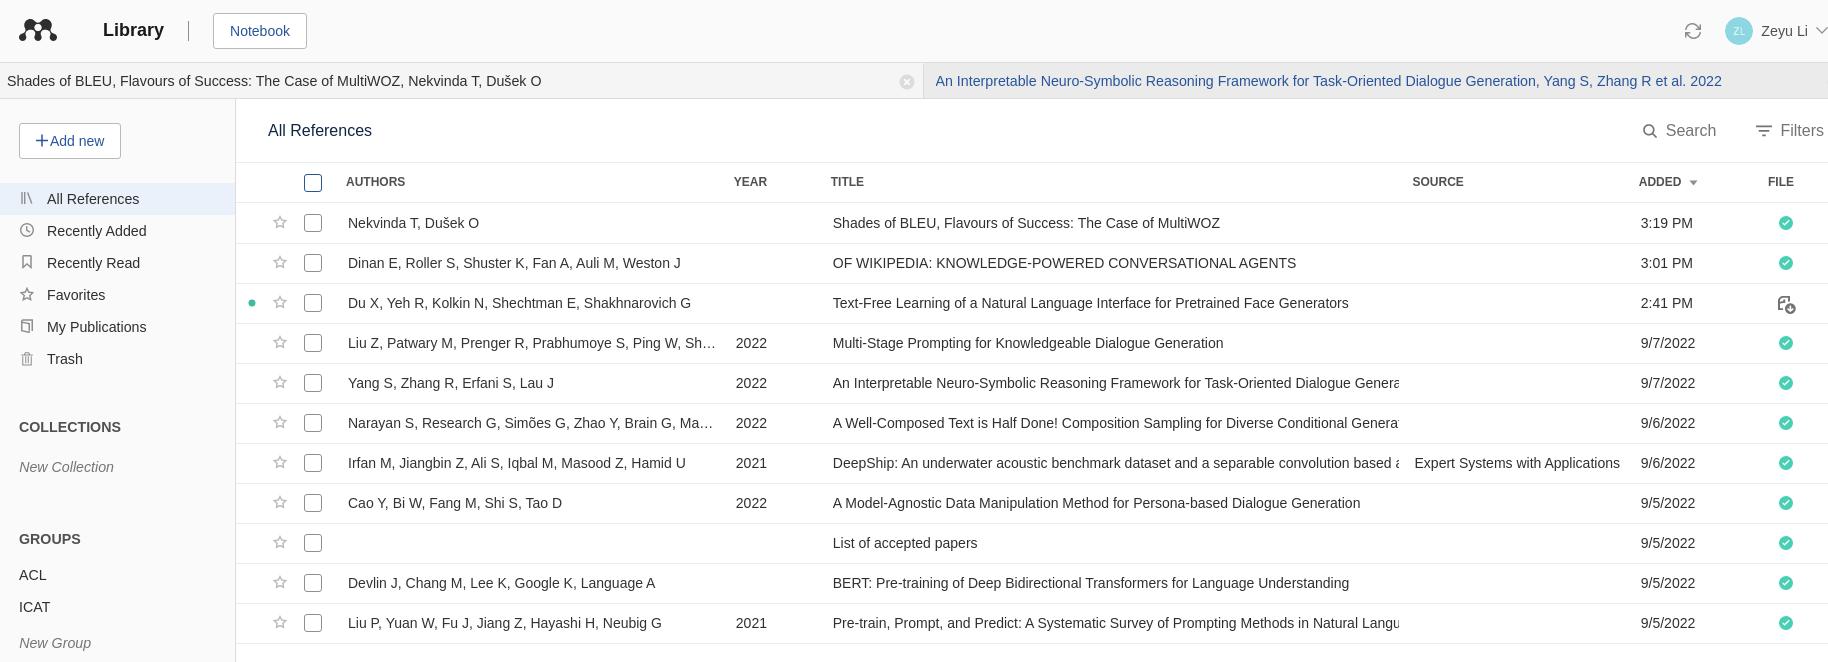 Library
Notebook
ZL Zeyu Li
Shades of BLEU, Flavours of Success: The Case of MultiWOZ, Nekvinda T, Dušek O
An Interpretable Neuro-Symbolic Reasoning Framework for Task-Oriented Dialogue Generation, Yang S, Zhang R et al. 2022
Add new
All References
Recently Added
Recently Read
Favorites
My Publications
Trash
COLLECTIONS
New Collection
GROUPS
ACL
ICAT
New Group
All References
Search
Filters
AUTHORS YEAR TITLE SOURCE ADDED FILE
Nekvinda T, Dušek O Shades of BLEU, Flavours of Success: The Case of MultiWOZ 3:19 PM
Dinan E, Roller S, Shuster K, Fan A, Auli M, Weston J OF WIKIPEDIA: KNOWLEDGE-POWERED CONVERSATIONAL AGENTS 3:01 PM
Du X, Yeh R, Kolkin N, Shechtman E, Shakhnarovich G Text-Free Learning of a Natural Language Interface for Pretrained Face Generators 2:41 PM
Liu Z, Patwary M, Prenger R, Prabhumoye S, Ping W, Sh… 2022 Multi-Stage Prompting for Knowledgeable Dialogue Generation 9/7/2022
Yang S, Zhang R, Erfani S, Lau J 2022 An Interpretable Neuro-Symbolic Reasoning Framework for Task-Oriented Dialogue Genera 9/7/2022
Narayan S, Research G, Simões G, Zhao Y, Brain G, Ma… 2022 A Well-Composed Text is Half Done! Composition Sampling for Diverse Conditional Genera 9/6/2022
Irfan M, Jiangbin Z, Ali S, Iqbal M, Masood Z, Hamid U 2021 DeepShip: An underwater acoustic benchmark dataset and a separable convolution based a Expert Systems with Applications 9/6/2022
Cao Y, Bi W, Fang M, Shi S, Tao D 2022 A Model-Agnostic Data Manipulation Method for Persona-based Dialogue Generation 9/5/2022
List of accepted papers 9/5/2022
Devlin J, Chang M, Lee K, Google K, Language A BERT: Pre-training of Deep Bidirectional Transformers for Language Understanding 9/5/2022
Liu P, Yuan W, Fu J, Jiang Z, Hayashi H, Neubig G 2021 Pre-train, Prompt, and Predict: A Systematic Survey of Prompting Methods in Natural Langu 9/5/2022